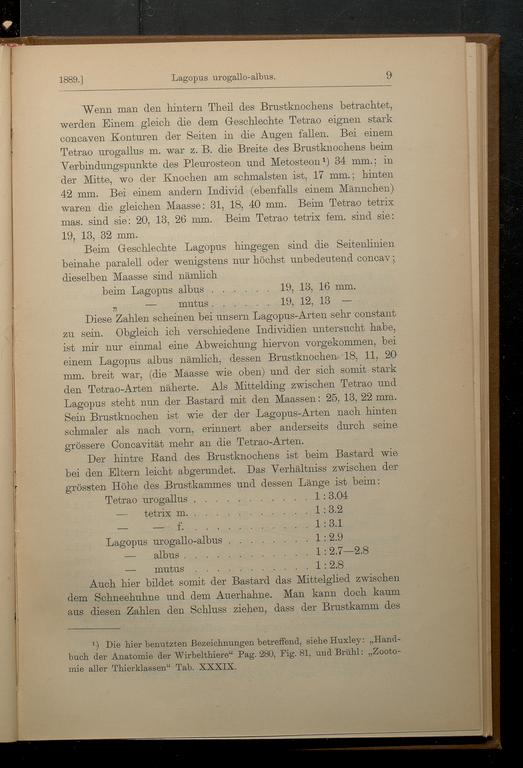 1889.] Lagopus urogallo-albus. 9
Wenn man den hintern Theil des Brustknochens betrachtet,
werden Einem gleich die dem Geschlechte Tetrao eignen stark
concaven Konturen der Seiten in die Augen fallen. Bei einem
Tetrao urogallus m. war z. B. die Breite des Brustknochens beim
Verbindungspunkte des Pleurosteon und Metosteon¹) 34 mm.; in
der Mitte, wo der Knochen am schmalsten ist, 17 mm.; hinten
42 mm. Bei einem andern Individ (ebenfalls einem Männchen)
waren die gleichen Maasse: 31, 18, 40 mm. Beim Tetrao tetrix
mas. sind sie: 20, 13, 26 mm. Beim Tetrao tetrix fem. sind sie:
19, 13, 32 mm.
Beim Geschlechte Lagopus hingegen sind die Seitenlinien
beinahe paralell oder wenigstens nur höchst unbedeutend concav;
dieselben Maasse sind nämlich
beim Lagopus albus . . . . . . . 19, 13, 16 mm.
„ — mutus . . . . . . 19, 12, 13 —
Diese Zahlen scheinen bei unsern Lagopus-Arten sehr constant
zu sein. Obgleich ich verschiedene Individien untersucht habe,
ist mir nur einmal eine Abweichung hiervon vorgekommen, bei
einem Lagopus albus nämlich, dessen Brustknochen 18, 11, 20
mm. breit war, (die Maasse wie oben) und der sich somit stark
den Tetrao-Arten näherte. Als Mittelding zwischen Tetrao und
Lagopus steht nun der Bastard mit den Maassen: 25, 13, 22 mm.
Sein Brustknochen ist wie der der Lagopus-Arten nach hinten
schmaler als nach vorn, erinnert aber anderseits durch seine
grössere Concavität mehr an die Tetrao-Arten.
Der hintre Rand des Brustknochens ist beim Bastard wie
bei den Eltern leicht abgerundet. Das Verhältniss zwischen der
grössten Höhe des Brustkammes und dessen Länge ist beim:
Tetrao urogallus . . . . . . . . . . . 1 : 3.04
— tetrix m. . . . . . . . . . . . 1 : 3.2
— — f. . . . . . . . . . . . 1 : 3.1
Lagopus urogallo-albus . . . . . . . . 1 : 2.9
— albus . . . . . . . . . . . . 1 : 2.7—2.8
— mutus . . . . . . . . . . . 1 : 2.8
Auch hier bildet somit der Bastard das Mittelglied zwischen
dem Schneehuhne und dem Auerhahne. Man kann doch kaum
aus diesen Zahlen den Schluss ziehen, dass der Brustkamm des
¹) Die hier benutzten Bezeichnungen betreffend, siehe Huxley: „Hand-
buch der Anatomie der Wirbelthiere“ Pag. 280, Fig. 81, und Brühl: „Zooto-
mie aller Thierklassen“ Tab. XXXIX.